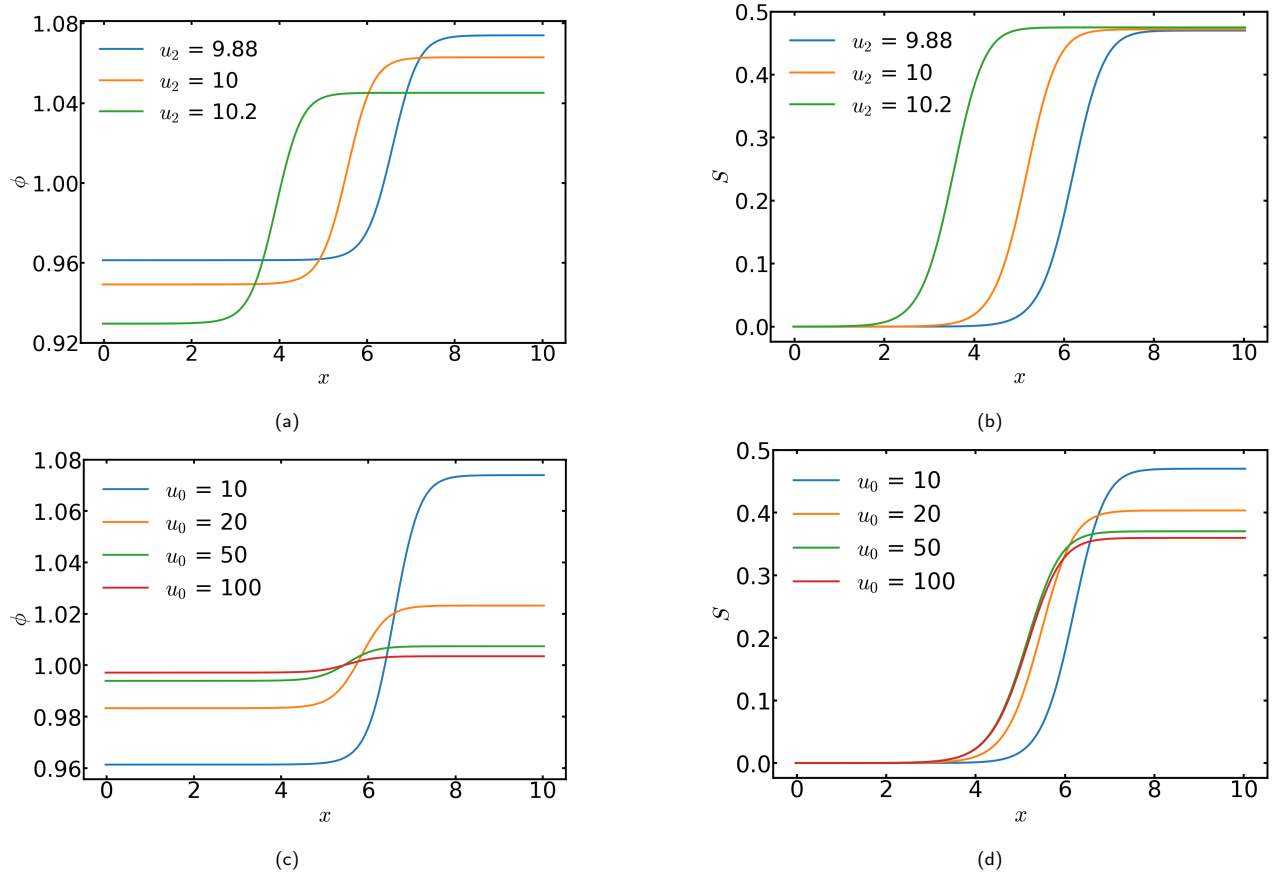 1.08
1.04
1.00
0.96
0.92
ϕ
u₂ = 9.88
u₂ = 10
u₂ = 10.2
0 2 4 6 8 10
x
(a)
0.5
0.4
0.3
0.2
0.1
0.0
S
u₂ = 9.88
u₂ = 10
u₂ = 10.2
0 2 4 6 8 10
x
(b)
1.08
1.06
1.04
1.02
1.00
0.98
0.96
ϕ
u₀ = 10
u₀ = 20
u₀ = 50
u₀ = 100
0 2 4 6 8 10
x
(c)
0.5
0.4
0.3
0.2
0.1
0.0
S
u₀ = 10
u₀ = 20
u₀ = 50
u₀ = 100
0 2 4 6 8 10
x
(d)